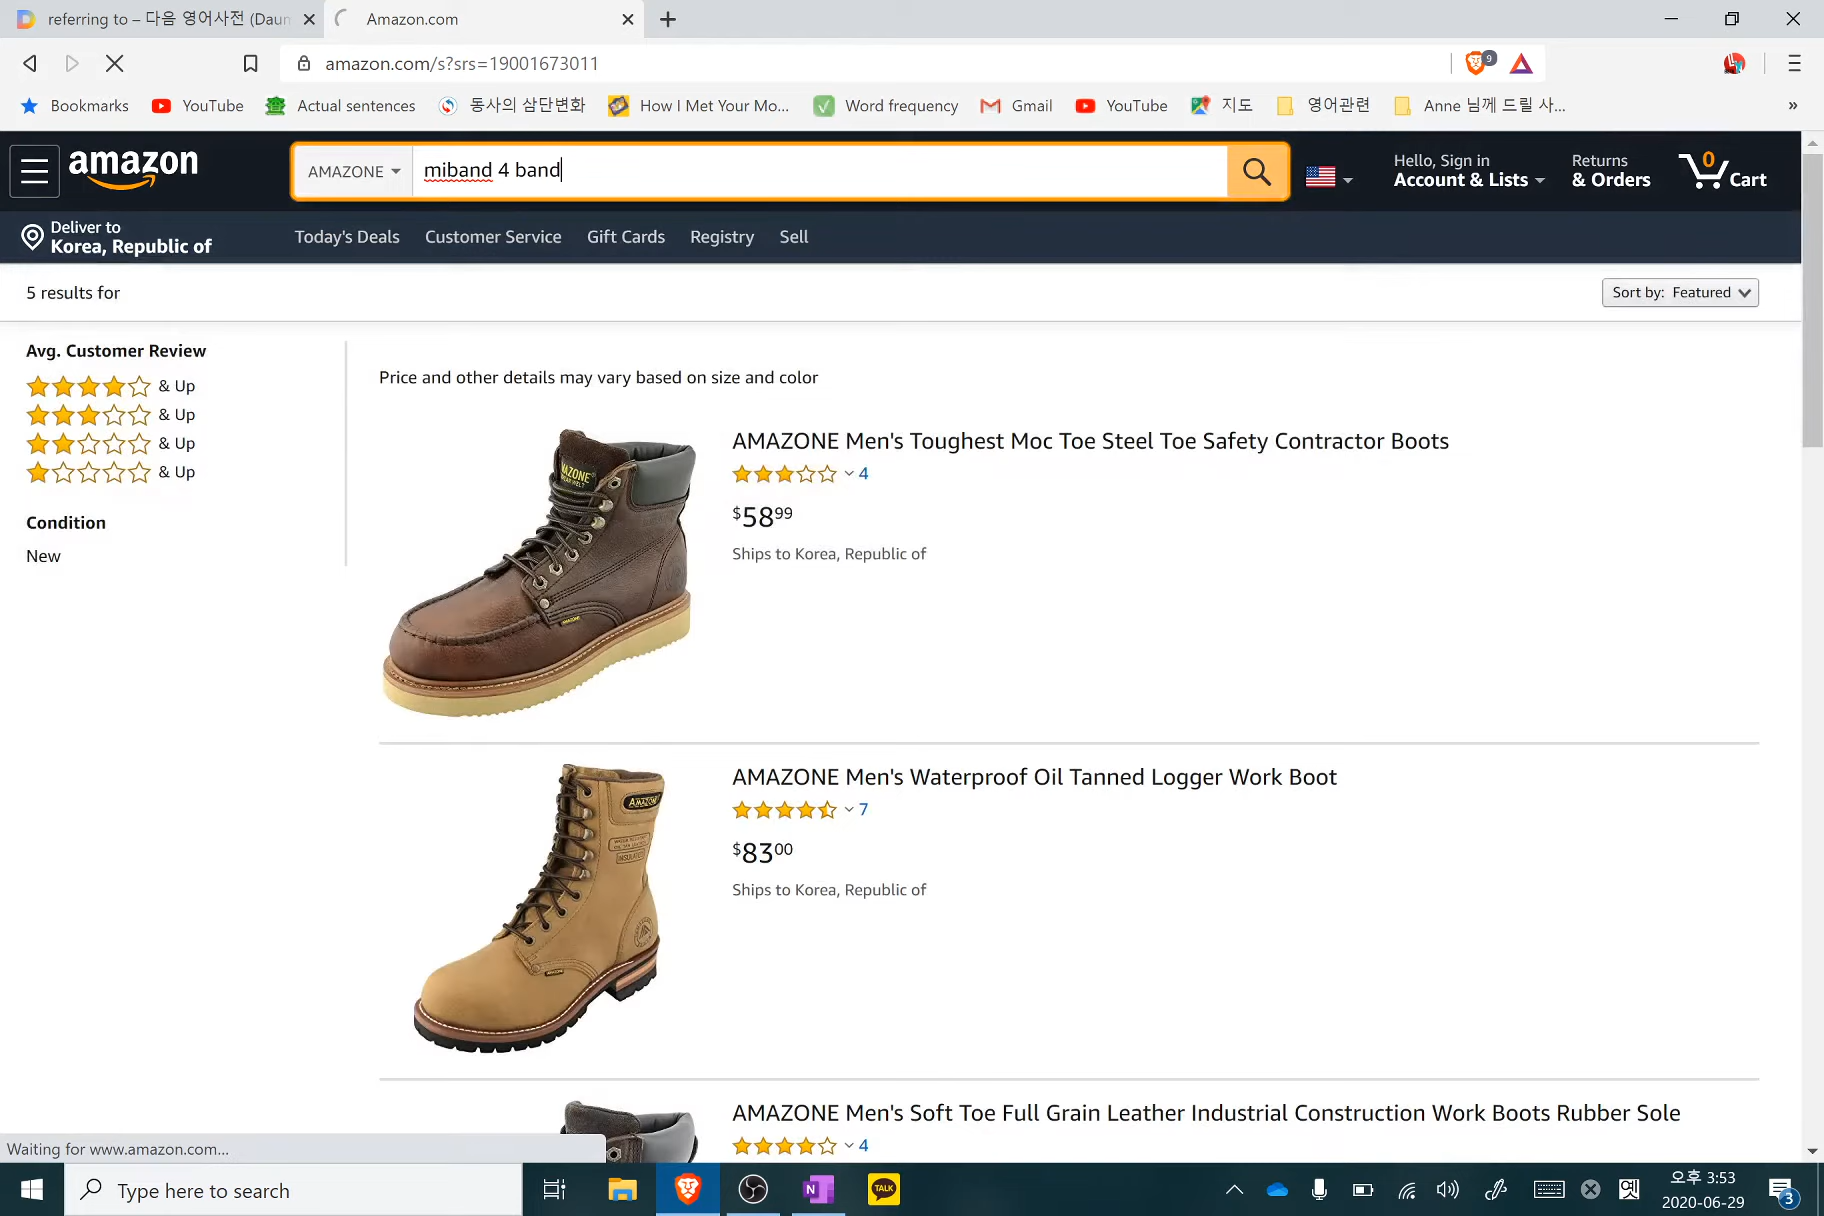 referring to – 다음 영어사전 (Daum
Amazon.com
amazon.com/s?srs=19001673011
9
Bookmarks
YouTube
Actual sentences
동사의 삼단변화
How I Met Your Mo...
Word frequency
Gmail
YouTube
지도
영어관련
Anne 님께 드릴 사...
»
amazon
AMAZONE
miband 4 band
Hello, Sign in
Account & Lists
Returns
& Orders
0
Cart
Deliver to
Korea, Republic of
Today's Deals
Customer Service
Gift Cards
Registry
Sell
5 results for
Sort by: Featured
Avg. Customer Review
& Up
& Up
& Up
& Up
Condition
New
Price and other details may vary based on size and color
AMAZONE Men's Toughest Moc Toe Steel Toe Safety Contractor Boots
4
$5899
Ships to Korea, Republic of
AMAZONE Men's Waterproof Oil Tanned Logger Work Boot
7
$8300
Ships to Korea, Republic of
AMAZONE
INSULATED
AMAZONE Men's Soft Toe Full Grain Leather Industrial Construction Work Boots Rubber Sole
4
Waiting for www.amazon.com...
Type here to search
N
TALK
오후 3:53
2020-06-29
3